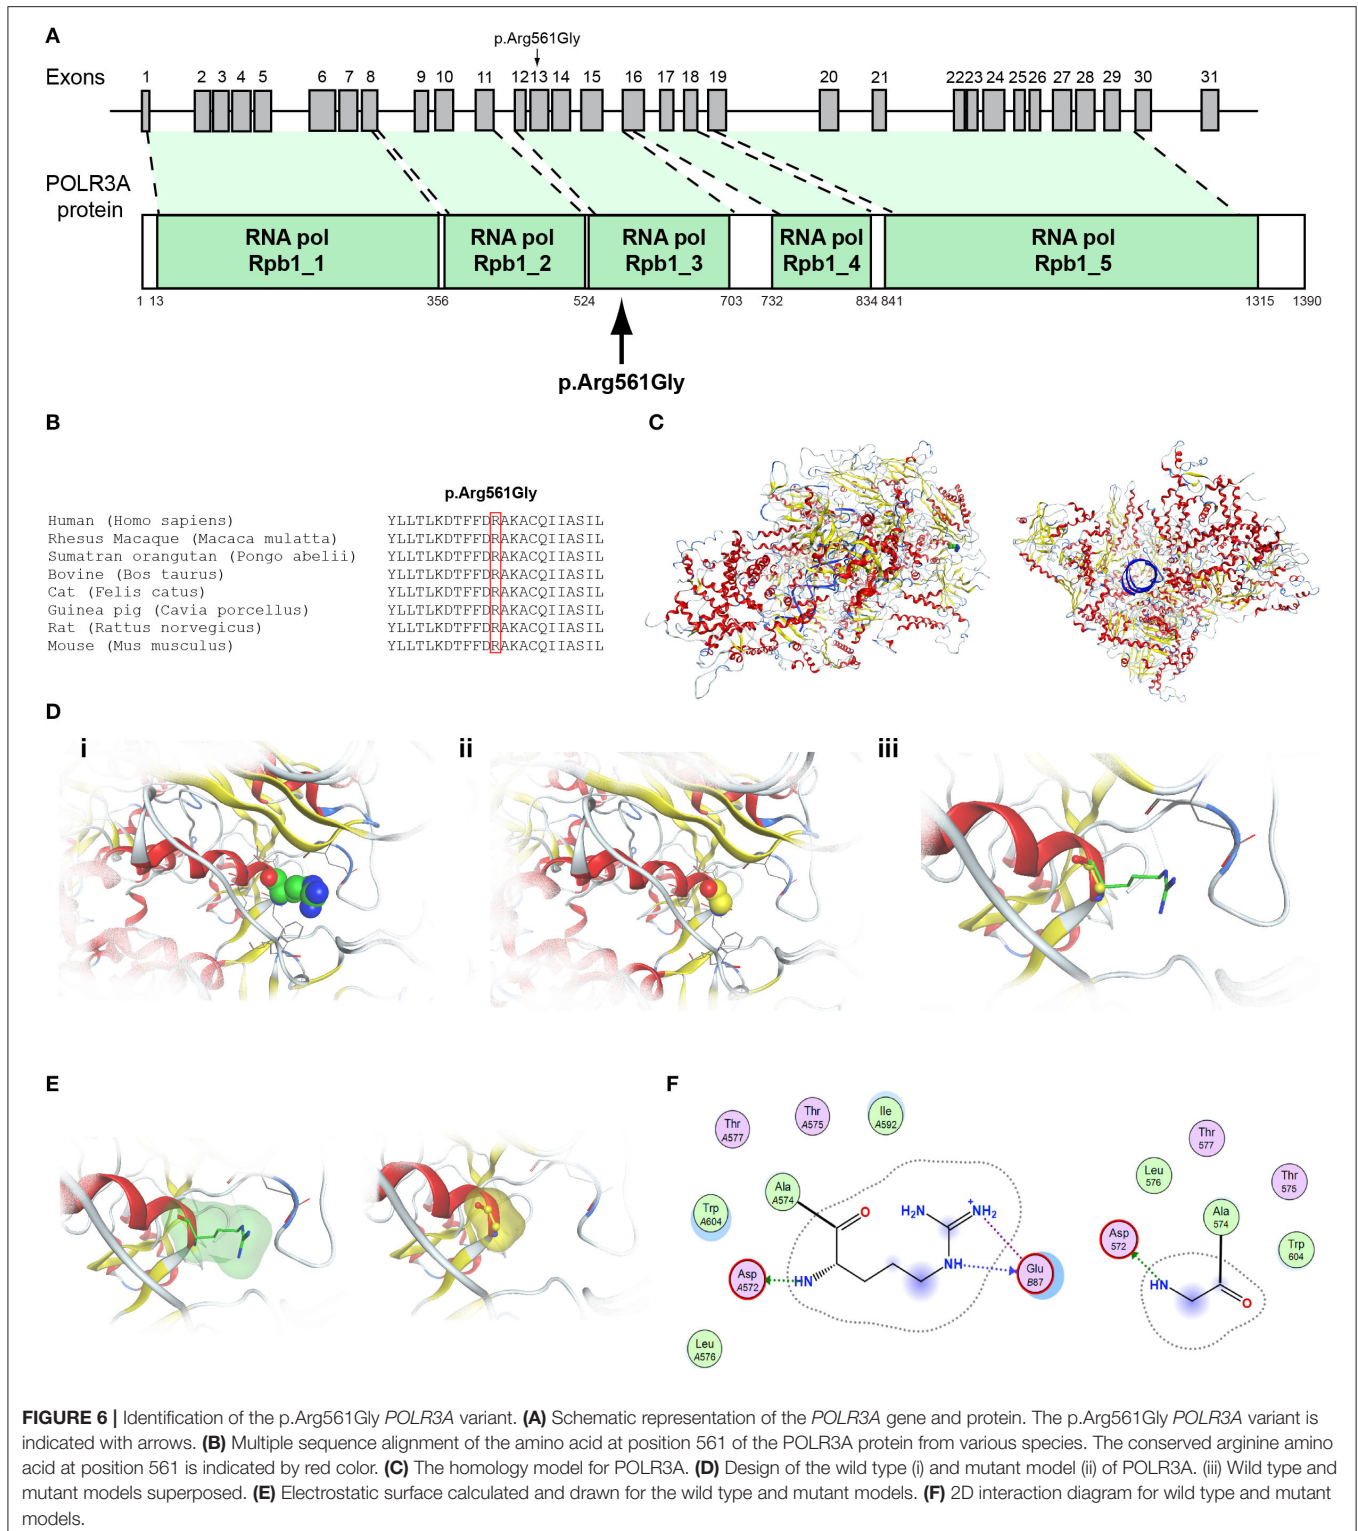 A
p.Arg561Gly
Exons 1 2 3 4 5 6 7 8 9 10 11 12 13 14 15 16 17 18 19 20 21 22 23 24 25 26 27 28 29 30 31
POLR3A
protein
RNA pol RNA pol RNA pol RNA pol RNA pol
Rpb1_1 Rpb1_2 Rpb1_3 Rpb1_4 Rpb1_5
1 13 356 524 703 732 834 841 1315 1390
p.Arg561Gly
B
p.Arg561Gly
Human (Homo sapiens) YLLTLKDTFFDRAKACQIIASIL
Rhesus Macaque (Macaca mulatta) YLLTLKDTFFDRAKACQIIASIL
Sumatran orangutan (Pongo abelii) YLLTLKDTFFDRAKACQIIASIL
Bovine (Bos taurus) YLLTLKDTFFDRAKACQIIASIL
Cat (Felis catus) YLLTLKDTFFDRAKACQIIASIL
Guinea pig (Cavia porcellus) YLLTLKDTFFDRAKACQIIASIL
Rat (Rattus norvegicus) YLLTLKDTFFDRAKACQIIASIL
Mouse (Mus musculus) YLLTLKDTFFDRAKACQIIASIL
C
D
i ii iii
E
F
Thr
A577
Thr
A575
Ile
A592
Ala
A574
Trp
A604
Asp
A572
Leu
A576
O
HN
H₂N
+
NH₂
NH
Glu
B87
Thr
577
Leu
576
Thr
575
Ala
574
Asp
572
Trp
604
HN
O
FIGURE 6 | Identification of the p.Arg561Gly POLR3A variant. (A) Schematic representation of the POLR3A gene and protein. The p.Arg561Gly POLR3A variant is
indicated with arrows. (B) Multiple sequence alignment of the amino acid at position 561 of the POLR3A protein from various species. The conserved arginine amino
acid at position 561 is indicated by red color. (C) The homology model for POLR3A. (D) Design of the wild type (i) and mutant model (ii) of POLR3A. (iii) Wild type and
mutant models superposed. (E) Electrostatic surface calculated and drawn for the wild type and mutant models. (F) 2D interaction diagram for wild type and mutant
models.